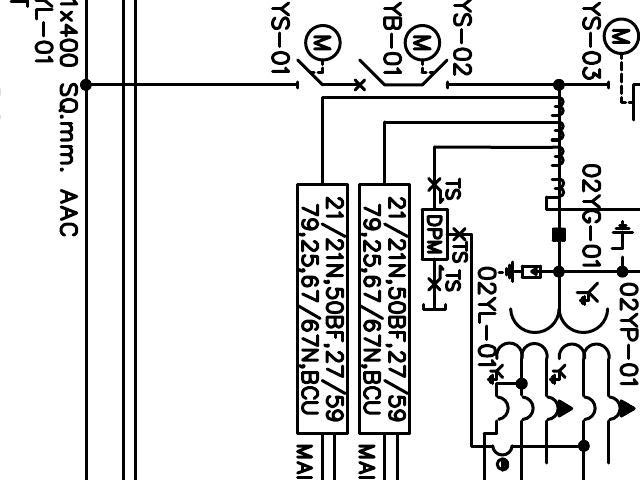 1x400 SQ.mm. AAC
YL-01
YS-01
M
YB-01
M
YS-02
YS-03
M
02YG-01
02YP-01
02YL-01
Y
Y
Y
TS
TS
TS
DPM
21/21N,50BF,27/59
79,25,67/67N,BCU
21/21N,50BF,27/59
79,25,67/67N,BCU